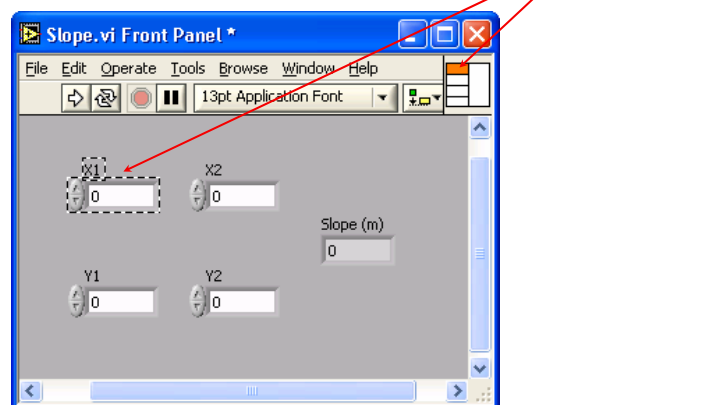 Slope.vi Front Panel *
File Edit Operate Tools Browse Window Help
13pt Application Font
X1 X2
0 0
Slope (m)
0
Y1 Y2
0 0